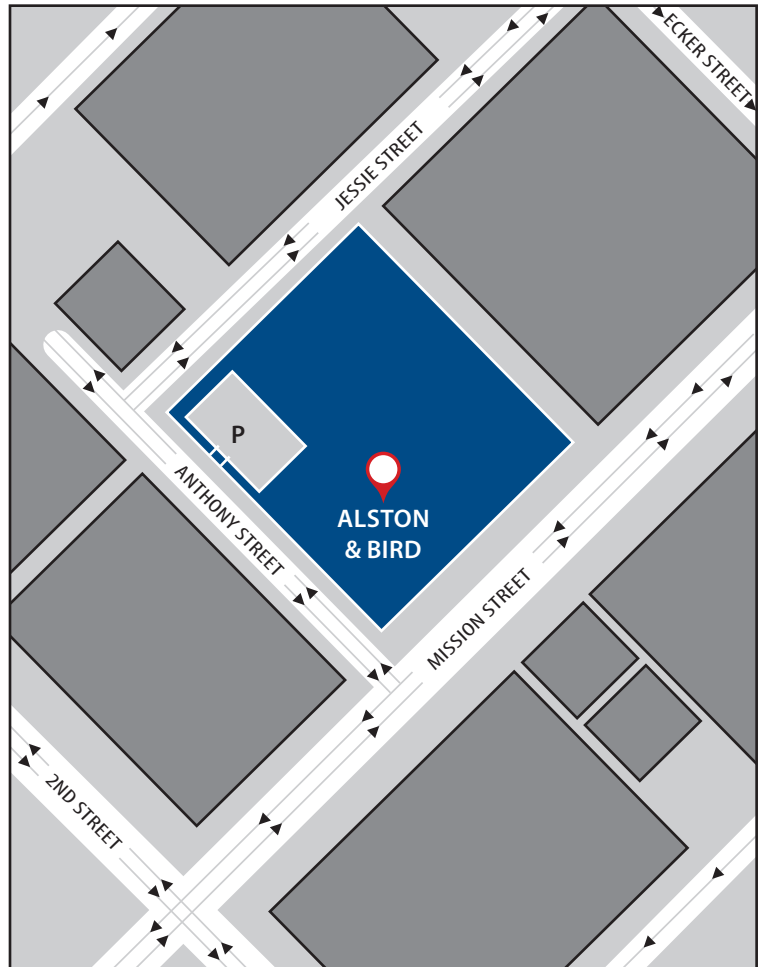 ECKER STREET
JESSIE STREET
P
ANTHONY STREET
ALSTON
& BIRD
MISSION STREET
2ND STREET